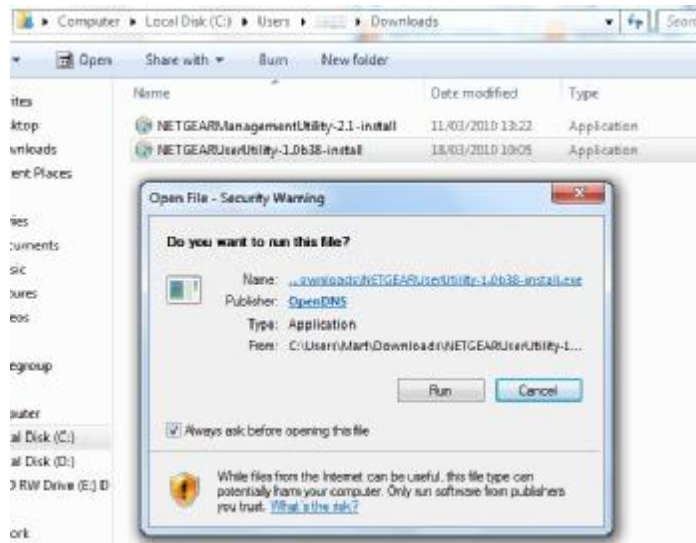 Computer ▸ Local Disk (C:) ▸ Users ▸ ▸ Downloads
Sear
Open Share with Burn New folder
Name Date modified Type
ites
ktop
wnloads
ent Places
NETGEARManagementUtility-2.1-install 11/03/2010 13:22 Application
NETGEARUserUtility-1.0b38-install 18/03/2010 10:05 Application
Open File - Security Warning
Do you want to run this file?
Name: ...ownloads\NETGEARUserUtility-1.0b38-install.exe
Publisher: OpenDNS
Type: Application
From: C:\Users\Mart\Downloads\NETGEARUserUtility-1...
Run Cancel
Always ask before opening this file
While files from the Internet can be useful, this file type can
potentially harm your computer. Only run software from publishers
you trust. What's the risk?
ries
cuments
sic
tures
eos
egroup
puter
al Disk (C:)
al Disk (D:)
D RW Drive (E:) D
ork